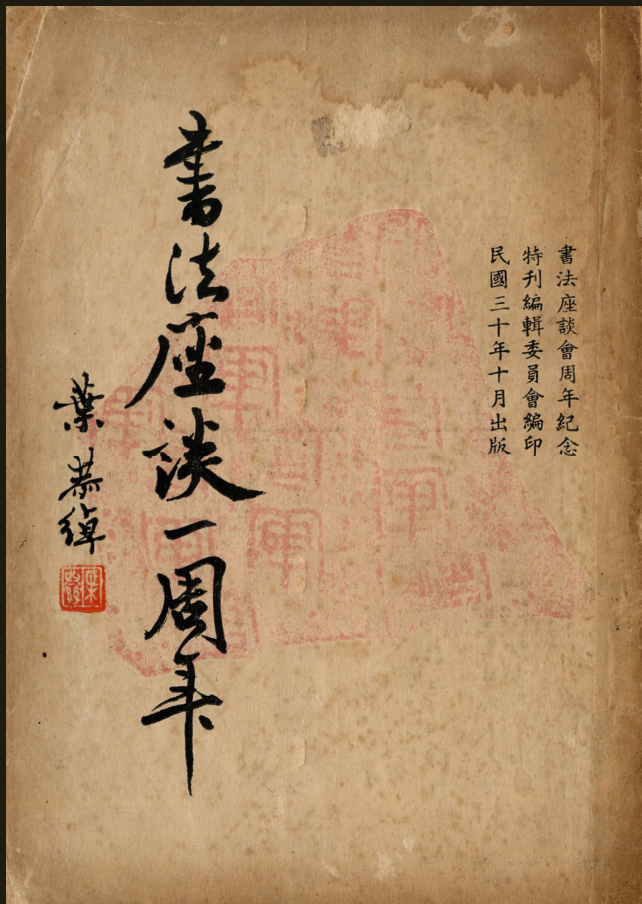 書法座談會周年紀念
特刊編輯委員會編印
民國三十年十月出版
書法座談一周年
葉恭綽